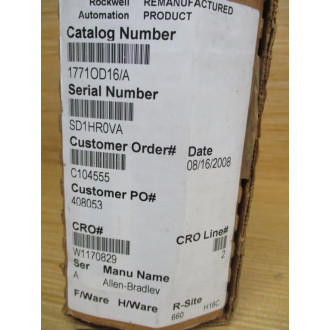 Rockwell REMANUFACTURED
Automation PRODUCT
Catalog Number
1771OD16/A
Serial Number
SD1HR0VA
Customer Order# Date
C104555 08/16/2008
Customer PO#
408053
CRO# CRO Line#
W1170829 2
Ser Manu Name
A Allen-Bradley
F/Ware H/Ware R-Site
660 H16C